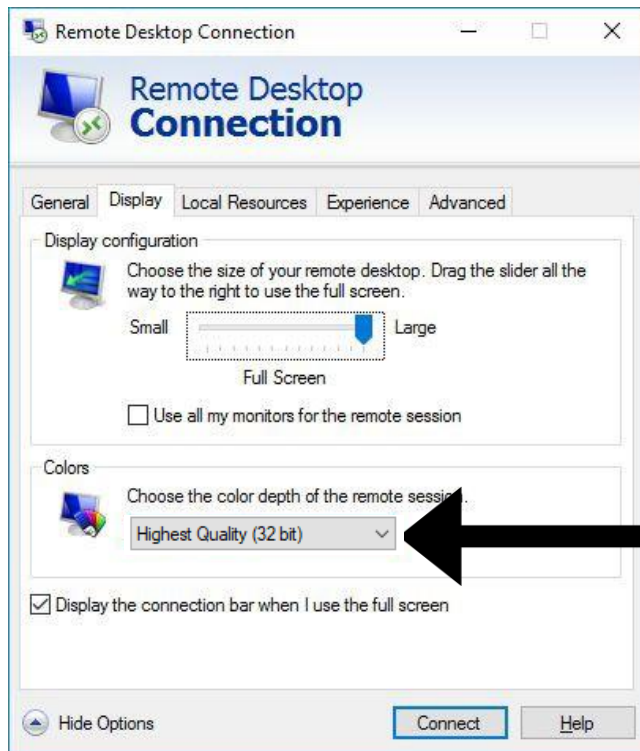 Remote Desktop Connection
Remote Desktop
Connection
General Display Local Resources Experience Advanced
Display configuration
Choose the size of your remote desktop. Drag the slider all the
way to the right to use the full screen.
Small Large
Full Screen
Use all my monitors for the remote session
Colors
Choose the color depth of the remote session.
Highest Quality (32 bit)
Display the connection bar when I use the full screen
Hide Options Connect Help